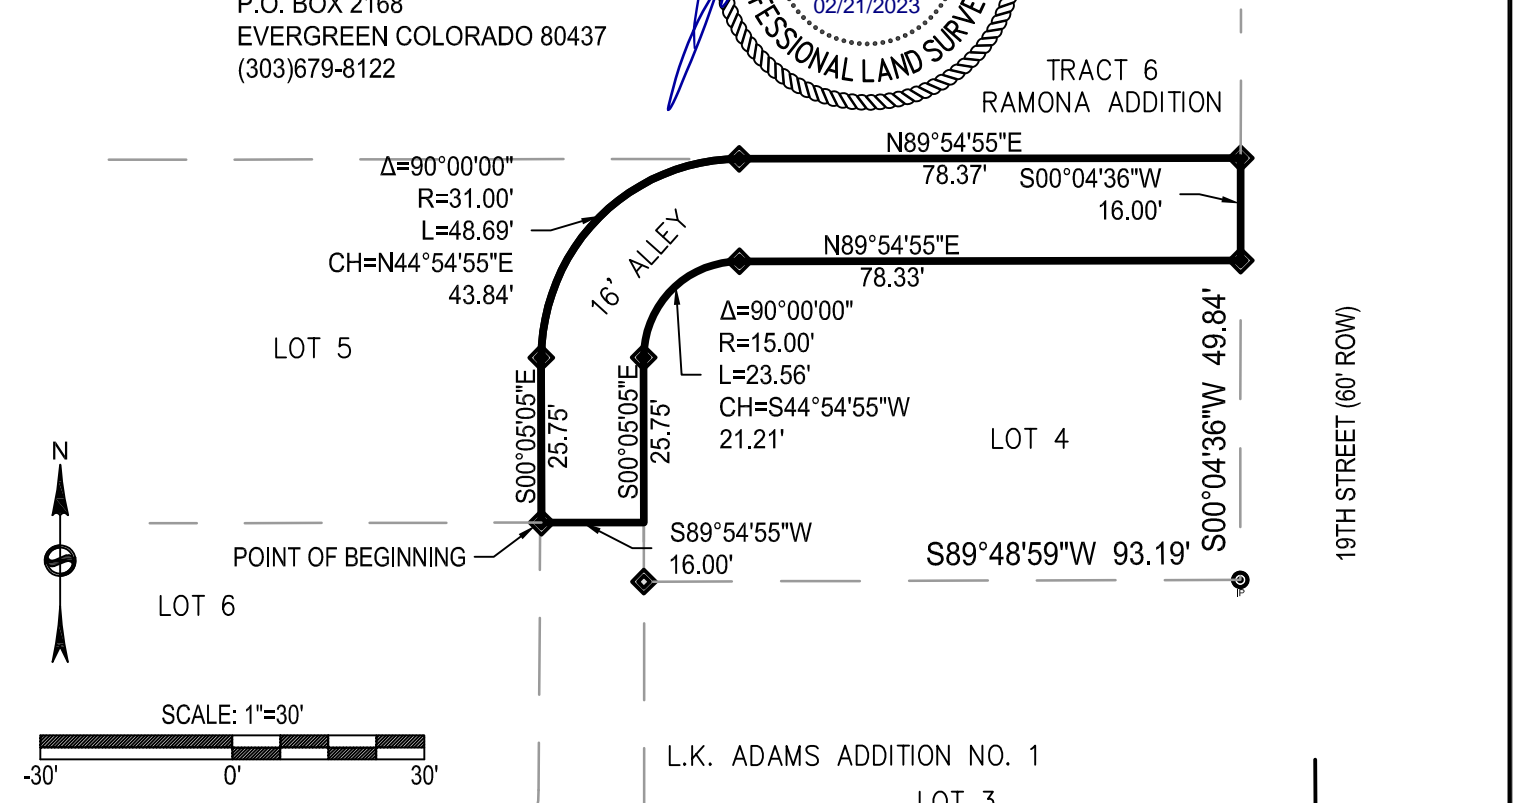 P.O. BOX 2168
EVERGREEN COLORADO 80437
(303)679-8122
02/21/2023
FESSIONAL LAND SURVE
TRACT 6
RAMONA ADDITION
N89°54'55"E
78.37'
S00°04'36"W
16.00'
Δ=90°00'00"
R=31.00'
L=48.69'
CH=N44°54'55"E
43.84'
16' ALLEY
N89°54'55"E
78.33'
Δ=90°00'00"
R=15.00'
L=23.56'
CH=S44°54'55"W
21.21'
LOT 5
LOT 4
S00°05'05"E
25.75'
S00°05'05"E
25.75'
S00°04'36"W 49.84'
19TH STREET (60' ROW)
N
S89°54'55"W
16.00'
POINT OF BEGINNING
S89°48'59"W 93.19'
IP
LOT 6
SCALE: 1"=30'
-30' 0' 30'
L.K. ADAMS ADDITION NO. 1
LOT 3